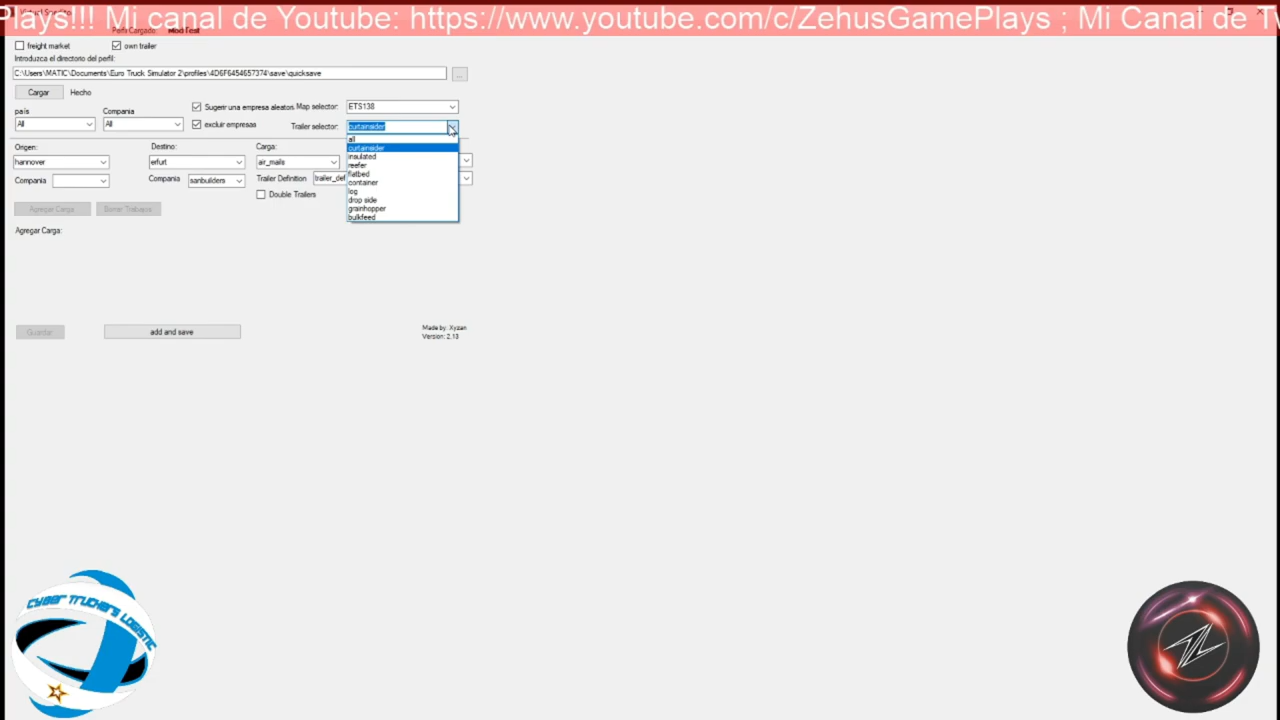 Plays!!! Mi canal de Youtube: https://www.youtube.com/c/ZehusGamePlays ; Mi Canal de T
Perfil Cargado: Mod Test
freight market
own trailer
Introduzca el directorio del perfil:
C:\Users\MATIC\Documents\Euro Truck Simulator 2\profiles\4D6F6454657374\save\quicksave
...
Cargar
Hecho
país
Compania
Sugerir una empresa aleatoria
Map selector:
ETS138
All
All
excluir empresas
Trailer selector:
curtainsider
all
curtainsider
insulated
reefer
flatbed
container
log
drop side
grainhopper
bulkfeed
Origen:
Destino:
Carga:
hannover
erfurt
air_mails
Compania
Compania
sanbuilders
Trailer Definition
trailer_def
Double Trailers
Agregar Carga
Borrar Trabajos
Agregar Carga:
Guardar
add and save
Made by: Xyzan
Version: 2.13
CYBER TRUCKERS LOGISTIC